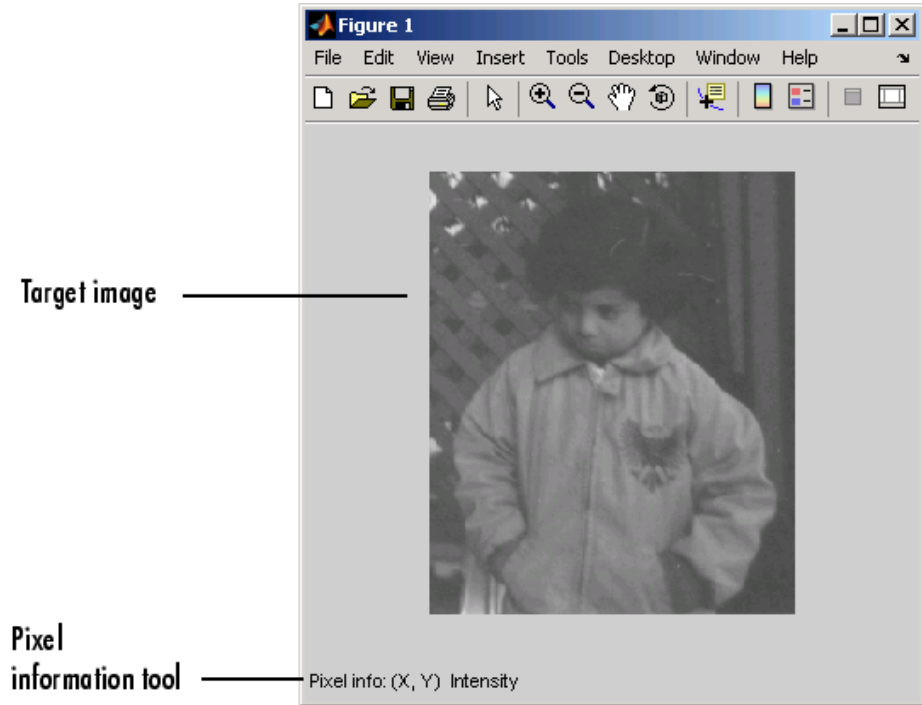 Figure 1
File Edit View Insert Tools Desktop Window Help
Target image
Pixel
information tool
Pixel info: (X, Y) Intensity